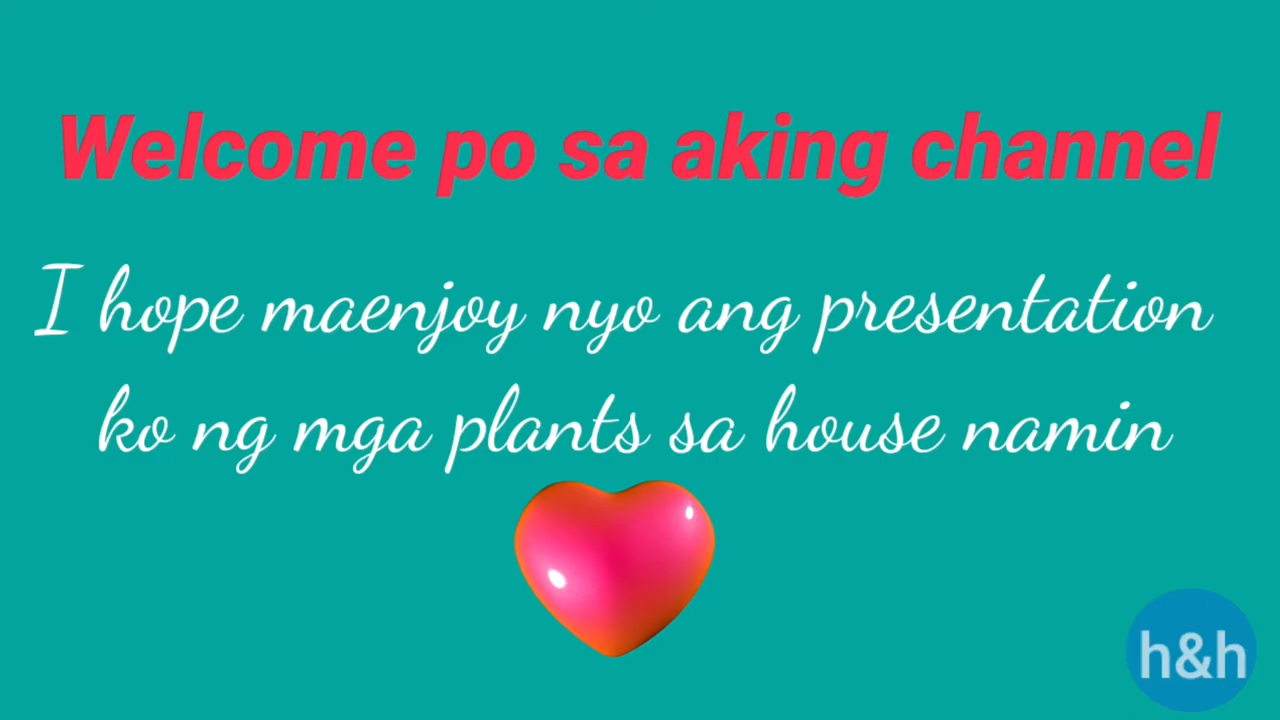 Welcome po sa aking channel
I hope maenjoy nyo ang presentation
ko ng mga plants sa house namin
h&h